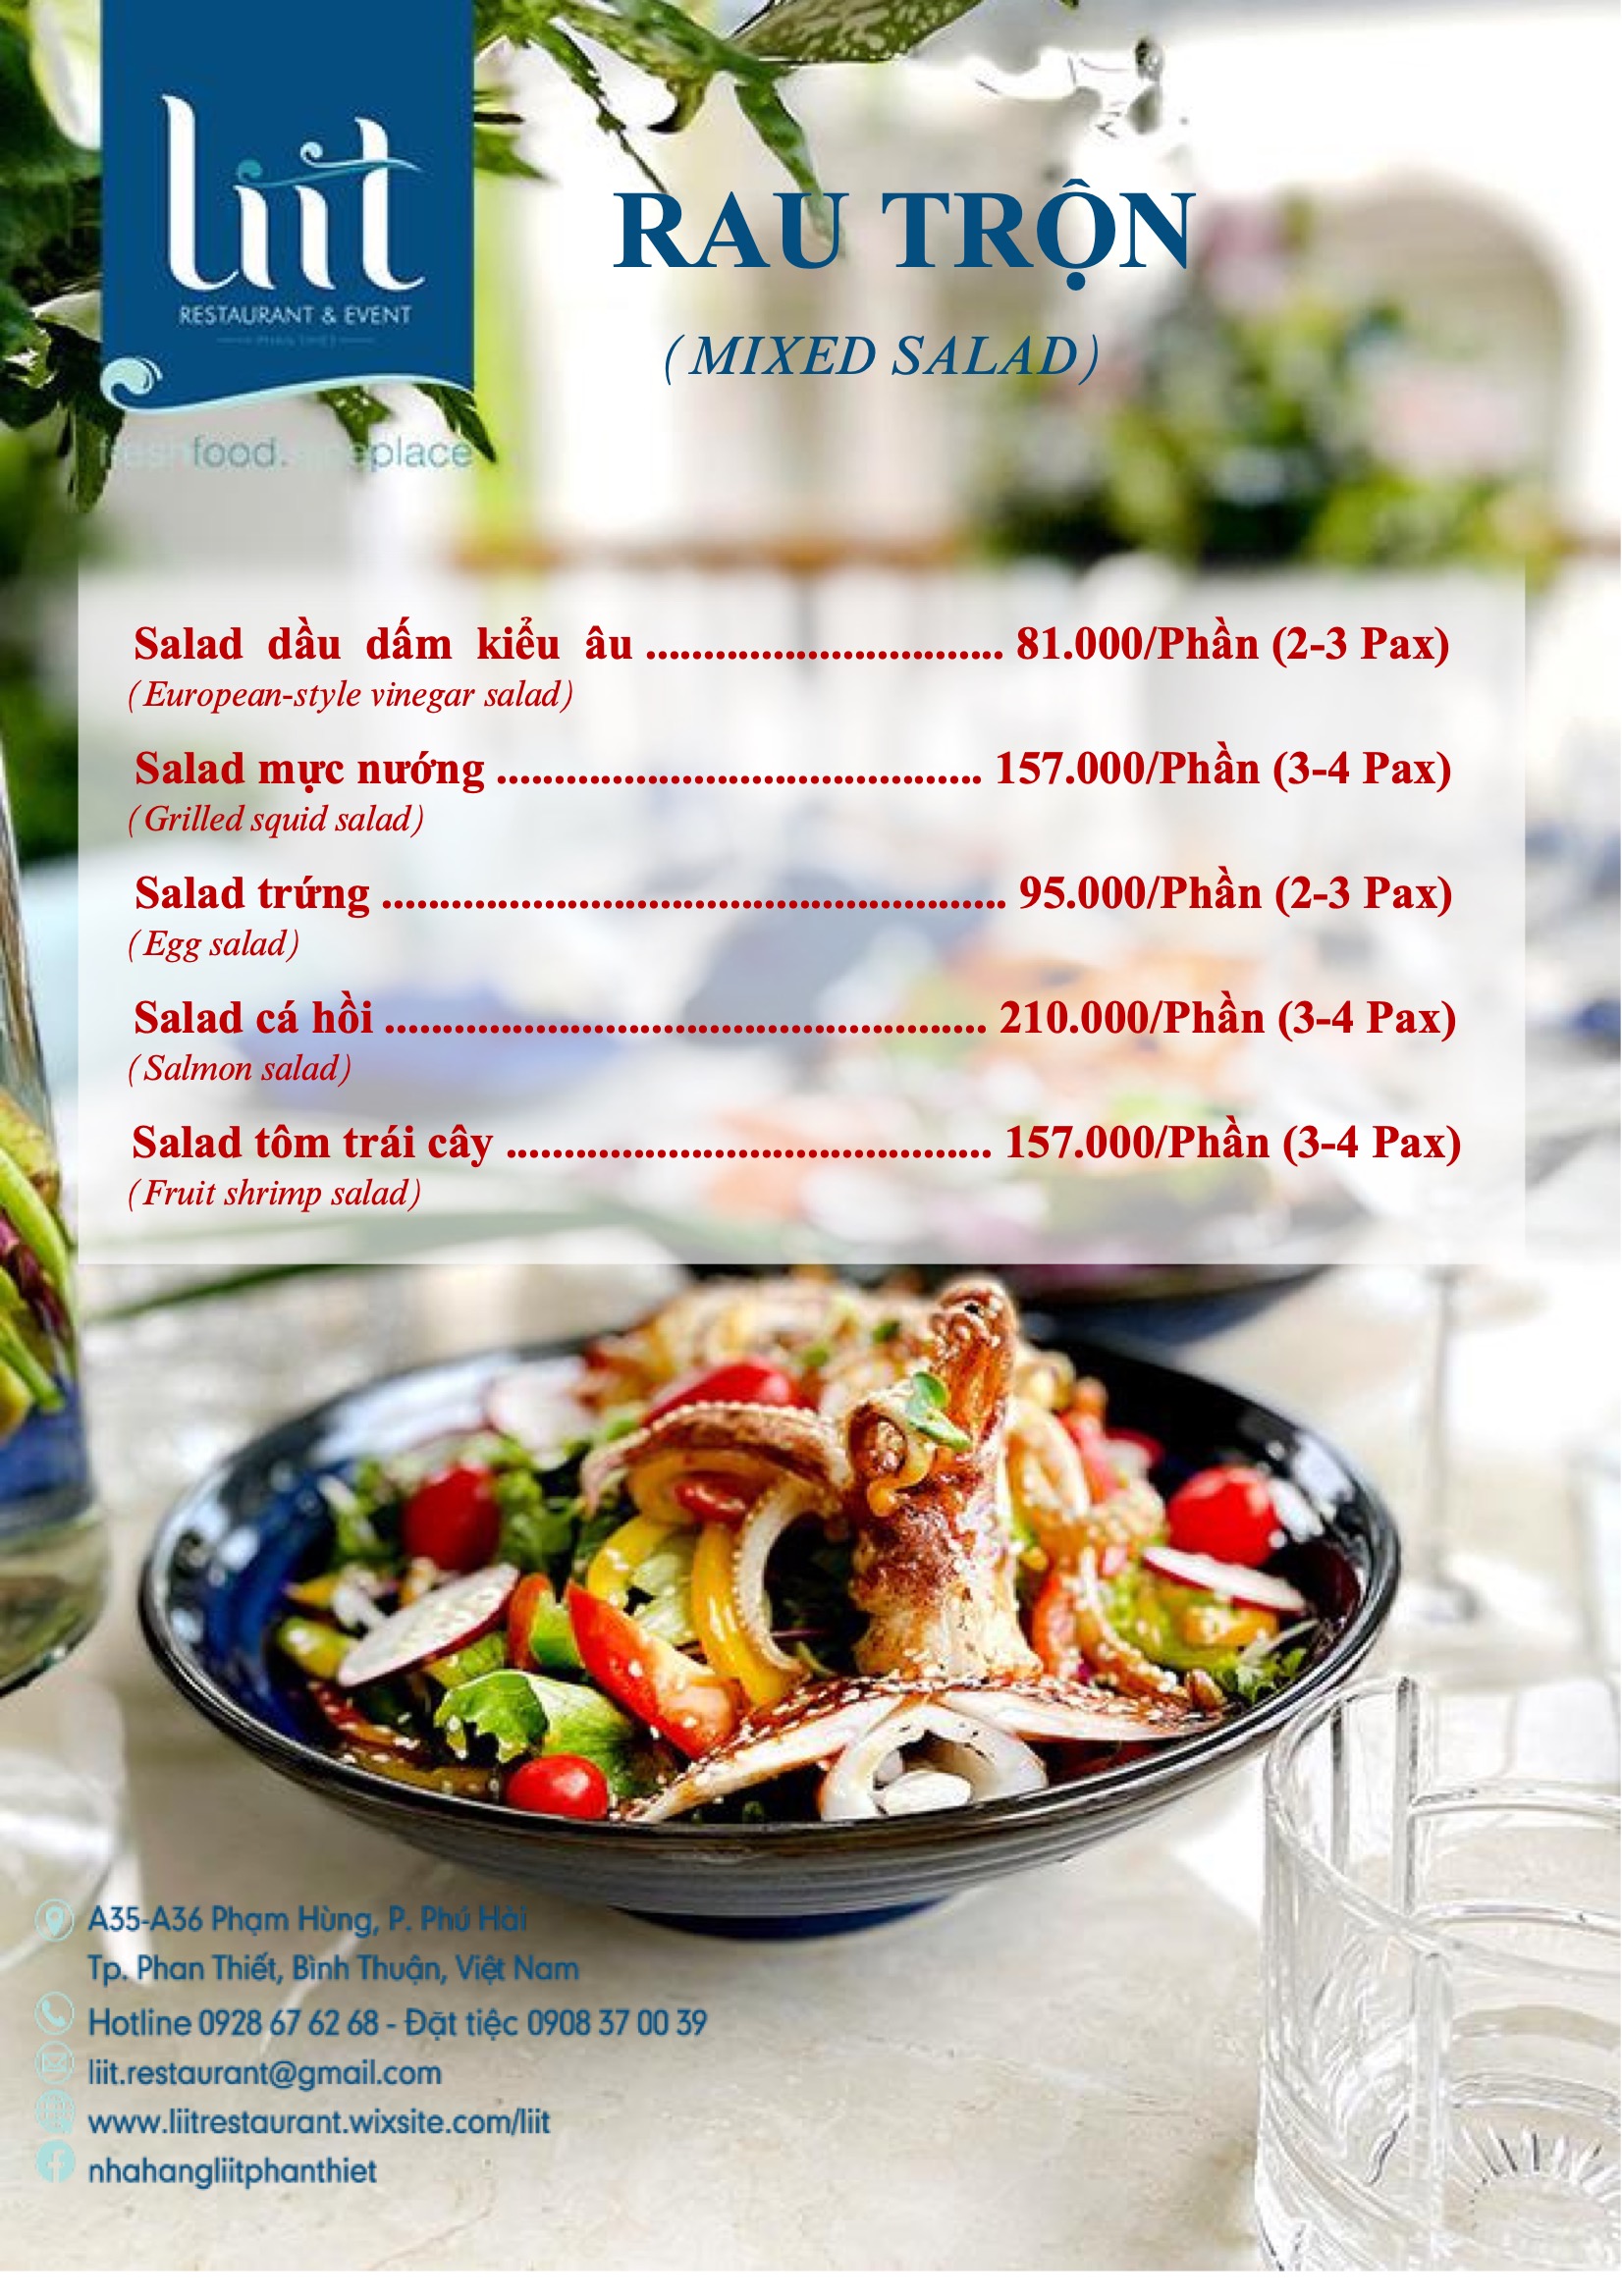 liit
RESTAURANT & EVENT
PHAN THIẾT
freshfood.niceplace
RAU TRỘN
(MIXED SALAD)
Salad dầu dấm kiểu âu ............................... 81.000/Phần (2-3 Pax)
(European-style vinegar salad)
Salad mực nướng .......................................... 157.000/Phần (3-4 Pax)
(Grilled squid salad)
Salad trứng ...................................................... 95.000/Phần (2-3 Pax)
(Egg salad)
Salad cá hồi .................................................... 210.000/Phần (3-4 Pax)
(Salmon salad)
Salad tôm trái cây .......................................... 157.000/Phần (3-4 Pax)
(Fruit shrimp salad)
A35-A36 Phạm Hùng, P. Phú Hài
Tp. Phan Thiết, Bình Thuận, Việt Nam
Hotline 0928 67 62 68 - Đặt tiệc 0908 37 00 39
liit.restaurant@gmail.com
www.liitrestaurant.wixsite.com/liit
nhahangliitphanthiet